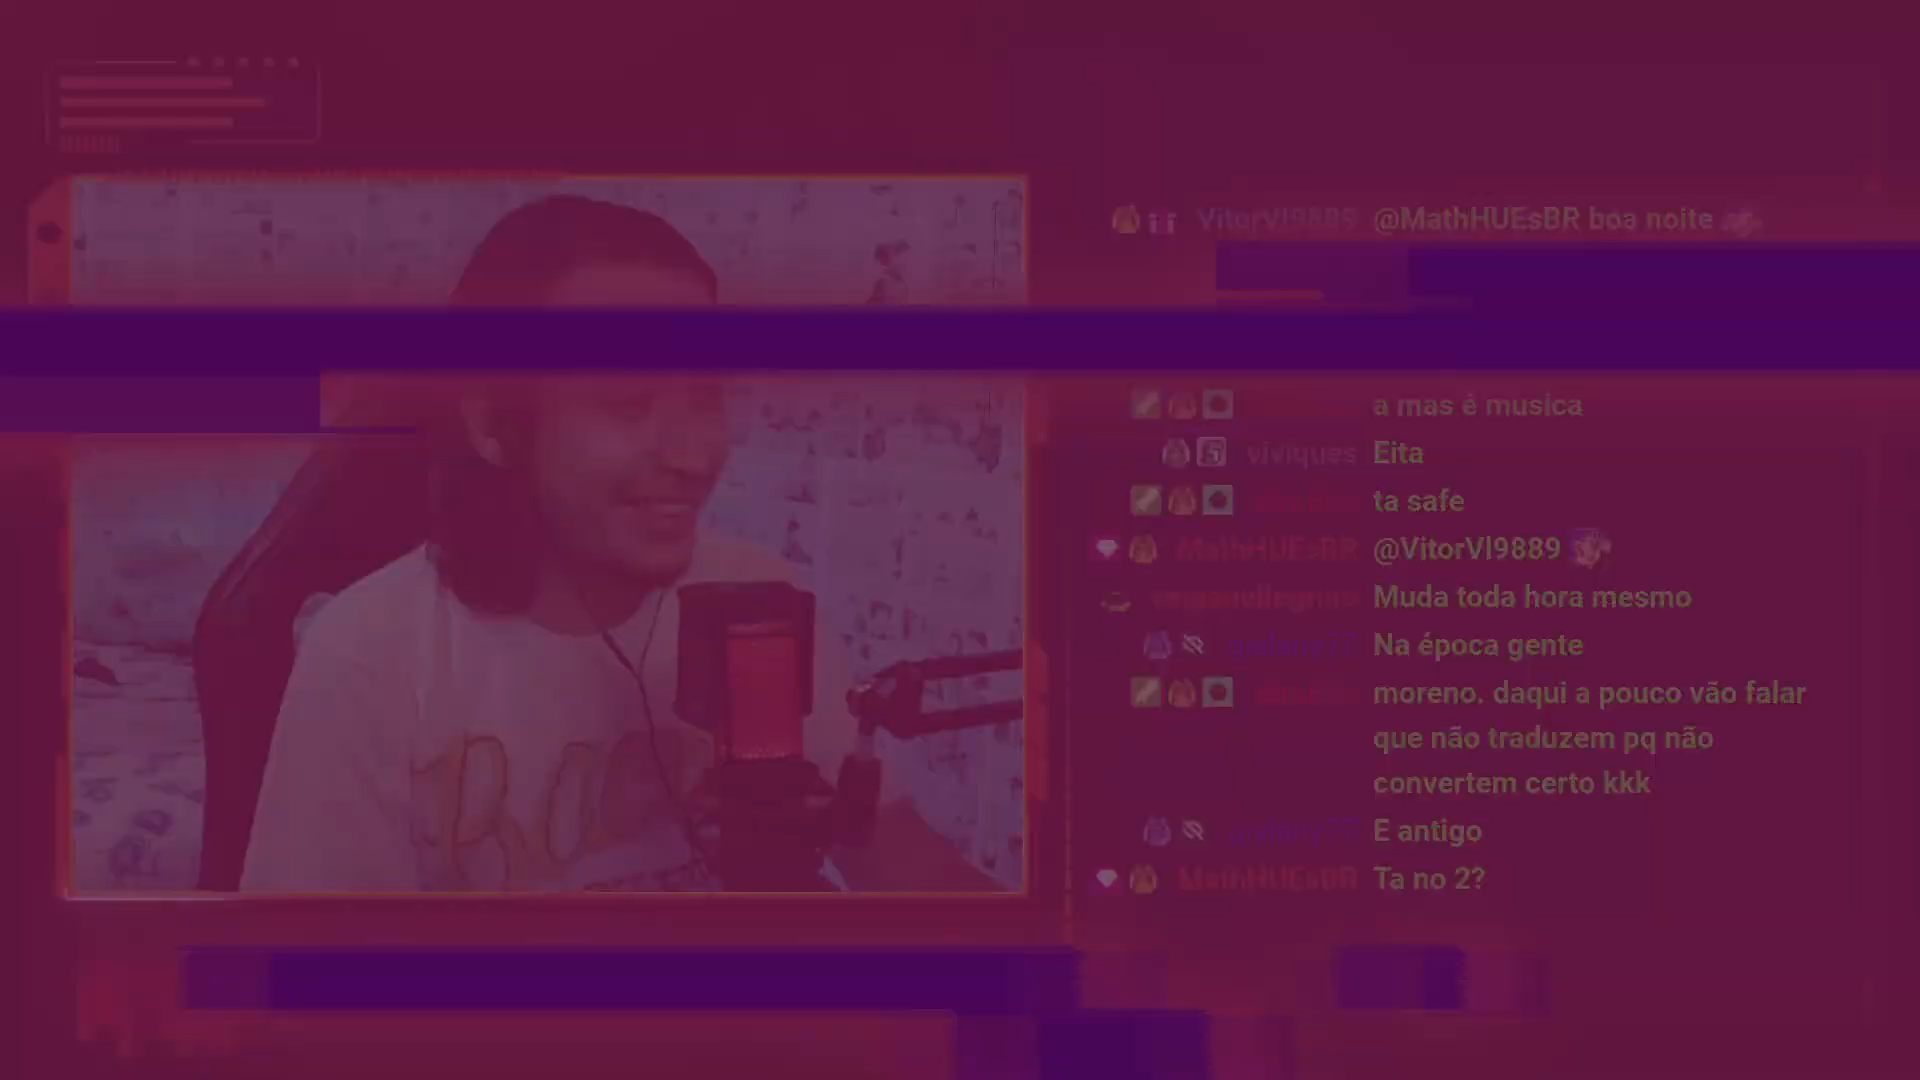 VitorVl9889 @MathHUEsBR boa noite
a mas é musica
viviques Eita
ta safe
MathHUEsBR @VitorVl9889
Muda toda hora mesmo
Na época gente
moreno. daqui a pouco vão falar
que não traduzem pq não
convertem certo kkk
E antigo
MathHUEsBR Ta no 2?